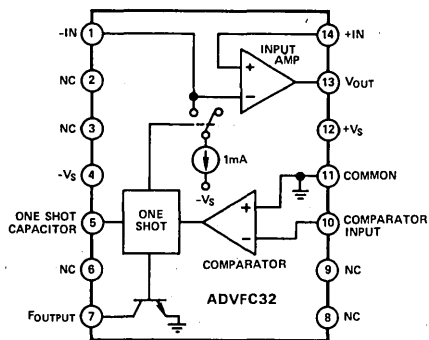 -IN
1
14
+IN
INPUT
AMP
+
−
NC
2
13
VOUT
NC
3
12
+VS
1mA
-VS
4
11
COMMON
-VS
ONE SHOT
CAPACITOR
5
ONE
SHOT
+
−
10
COMPARATOR
INPUT
COMPARATOR
NC
6
9
NC
ADVFC32
FOUTPUT
7
8
NC